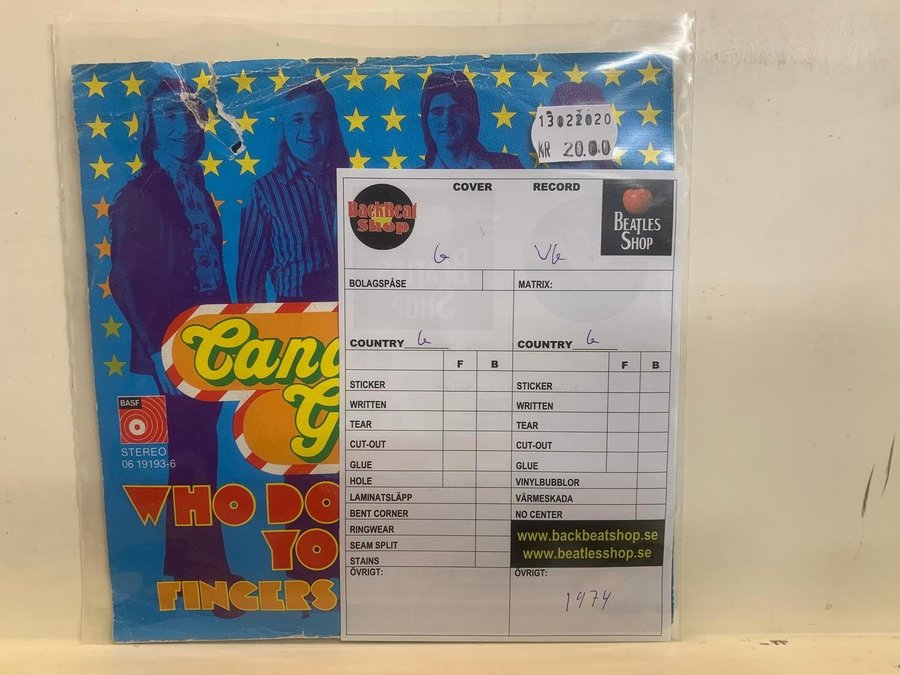 13022020
KR 20.00
COVER RECORD
BackBeat Shop
BEATLES SHOP
G VG
BOLAGSPÅSE MATRIX:
COUNTRY G COUNTRY G
F B F B
STICKER STICKER
WRITTEN WRITTEN
TEAR TEAR
CUT-OUT CUT-OUT
GLUE GLUE
HOLE VINYLBUBBLOR
LAMINATSLÄPP VÄRMESKADA
BENT CORNER NO CENTER
RINGWEAR
SEAM SPLIT
STAINS
www.backbeatshop.se
www.beatlesshop.se
ÖVRIGT: ÖVRIGT:
1974
Cand
G
BASF
STEREO
06 19193-6
WHO DO
YO
FINGERS